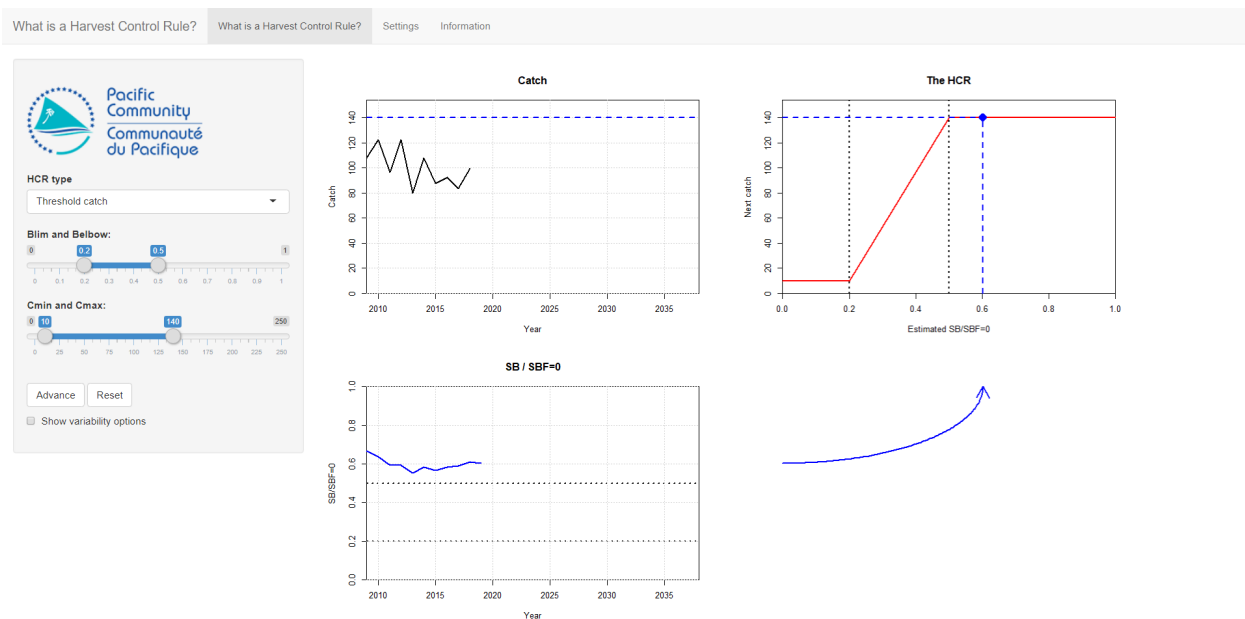 What is a Harvest Control Rule? What is a Harvest Control Rule? Settings Information
Pacific
Community
Communauté
du Pacifique
HCR type
Threshold catch
Blim and Belbow:
0 0.2 0.5 1
0 0.1 0.2 0.3 0.4 0.5 0.6 0.7 0.8 0.9 1
Cmin and Cmax:
0 10 140 250
0 25 50 75 100 125 150 175 200 225 250
Advance Reset
Show variability options
Catch
Catch
140
120
100
80
60
40
20
0
2010 2015 2020 2025 2030 2035
Year
The HCR
Next catch
140
120
100
80
60
40
20
0
0.0 0.2 0.4 0.6 0.8 1.0
Estimated SB/SBF=0
SB / SBF=0
SB/SBF=0
1.0
0.8
0.6
0.4
0.2
0.0
2010 2015 2020 2025 2030 2035
Year